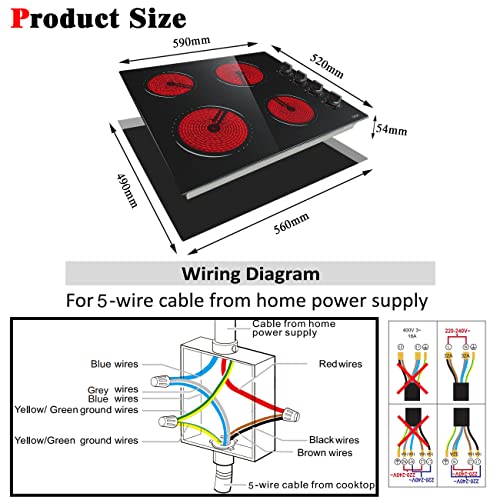 Product Size
590mm
520mm
54mm
490mm
560mm
Wiring Diagram
For 5-wire cable from home power supply
Cable from home
power supply
Blue wires
Red wires
Grey wires
Blue wires
Yellow/ Green ground wires
Yellow/Green ground wires
Black wires
Brown wires
5-wire cable from cooktop
400V 3~
16A
220-240V~
L
N
32A
32A
220-240V~
220-240V~